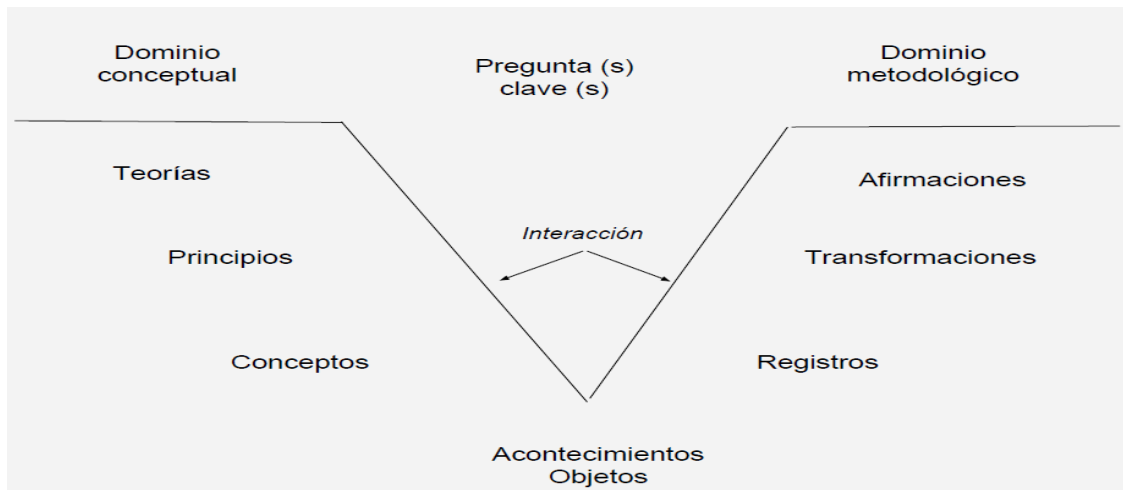 Dominio
conceptual
Pregunta (s)
clave (s)
Dominio
metodológico
Teorías
Afirmaciones
Interacción
Principios
Transformaciones
Conceptos
Registros
Acontecimientos
Objetos